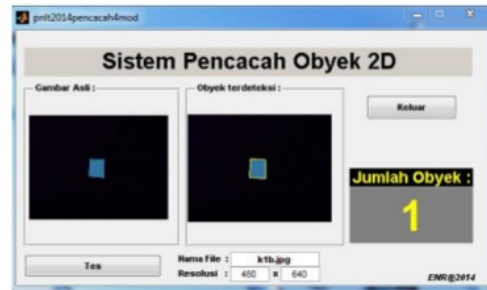 pnlt2014pencacah4mod
Sistem Pencacah Obyek 2D
Gambar Asli :
Obyek terdeteksi :
Keluar
Jumlah Obyek :
1
Tes
Nama File : k1b.jpg
Resolusi : 480 x 640
ENR@2014